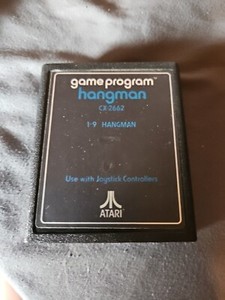 game program™
hangman
CX-2662
1-9 HANGMAN
Use with Joystick Controllers
ATARI